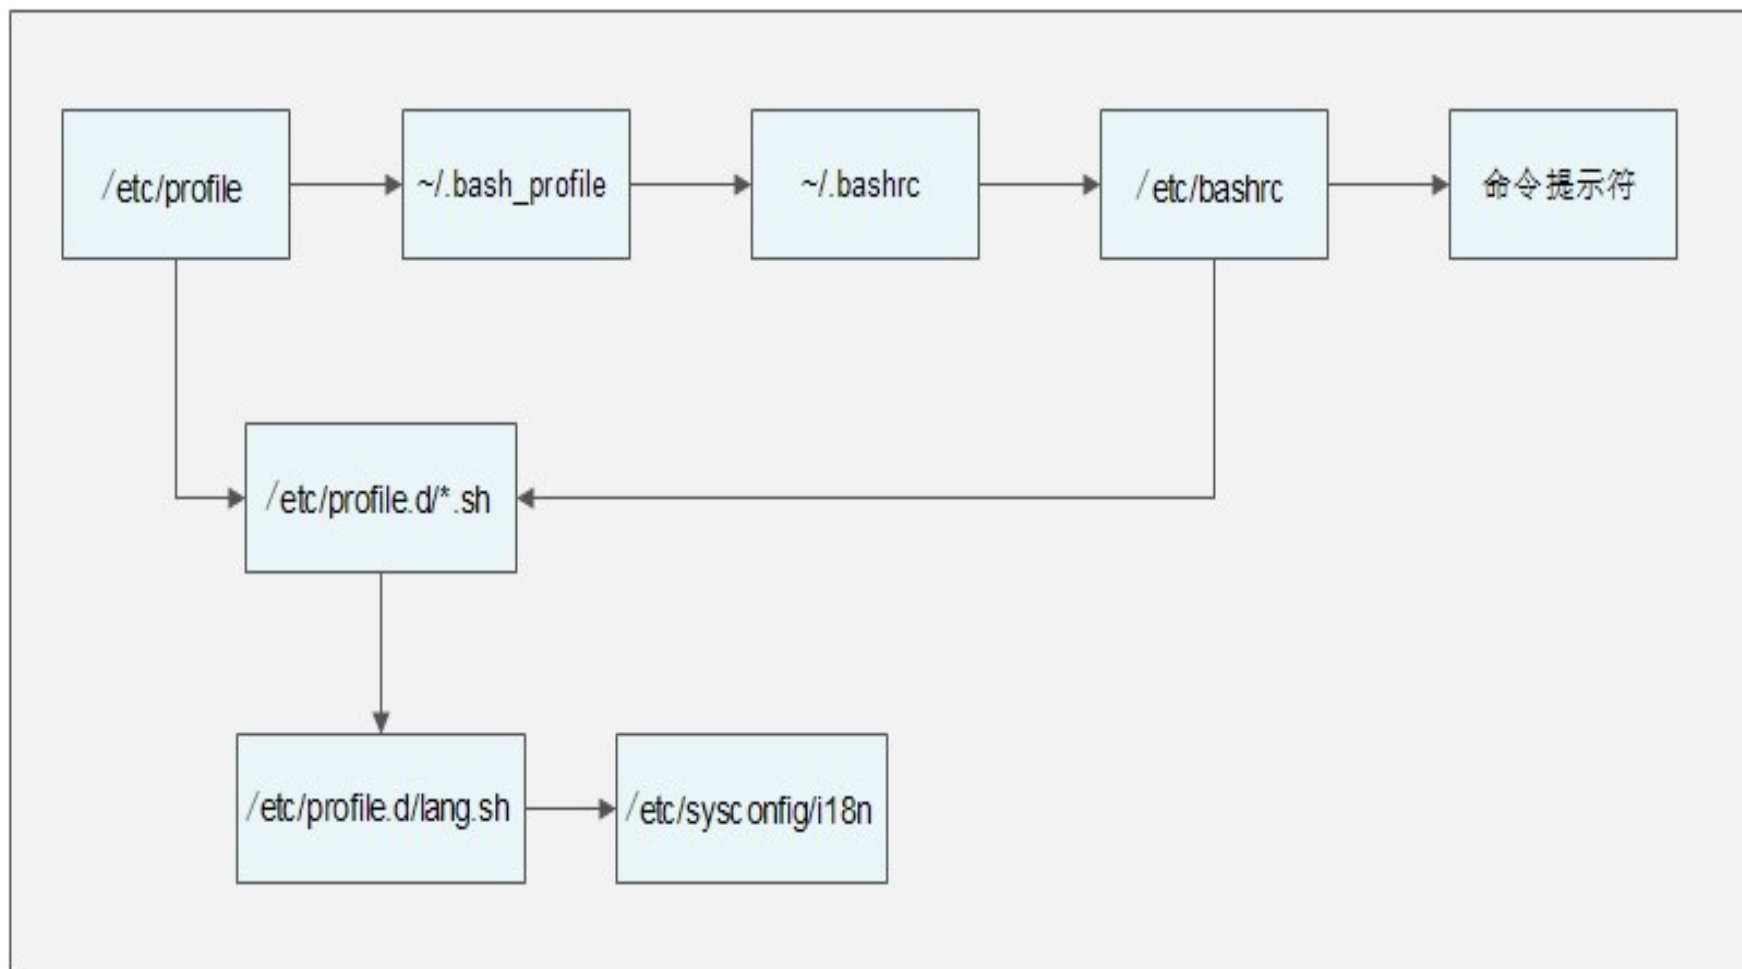 /etc/profile
~/.bash_profile
~/.bashrc
/etc/bashrc
命令提示符
/etc/profile.d/*.sh
/etc/profile.d/lang.sh
/etc/sysconfig/i18n